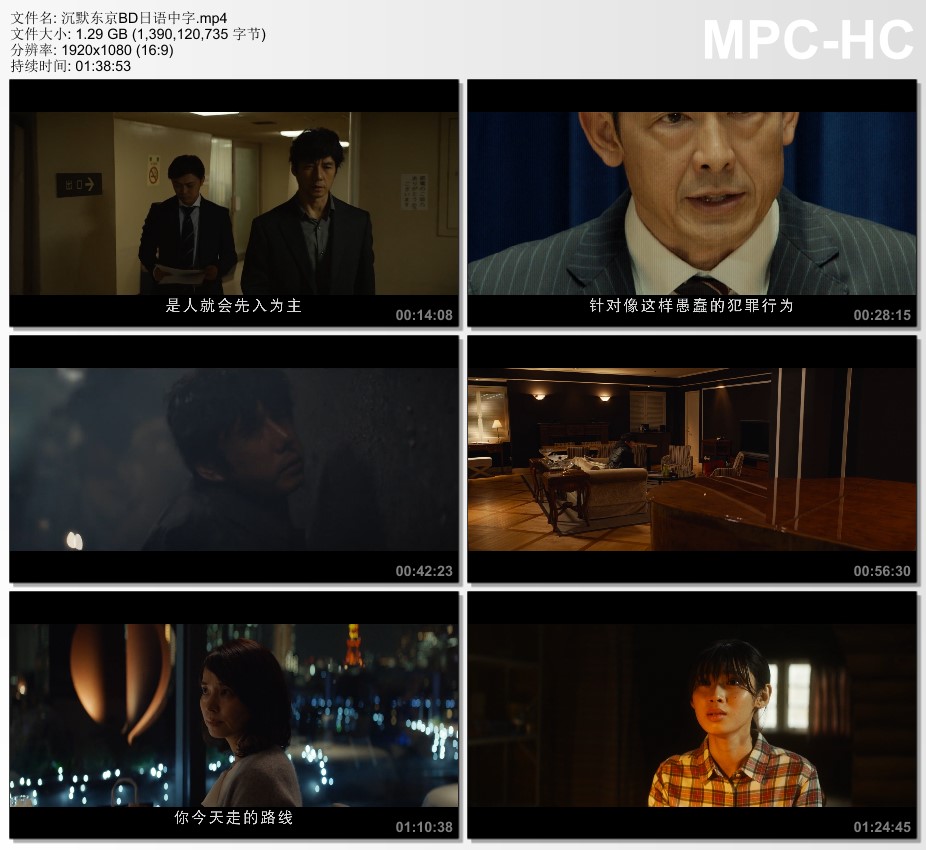 文件名: 沉默东京BD日语中字.mp4
MPC-HC
文件大小: 1.29 GB (1,390,120,735 字节)
分辨率: 1920x1080 (16:9)
持续时间: 01:38:53
出口→
是人就会先入为主
00:14:08
针对像这样愚蠢的犯罪行为
00:28:15
00:42:23
00:56:30
你今天走的路线
01:10:38
01:24:45